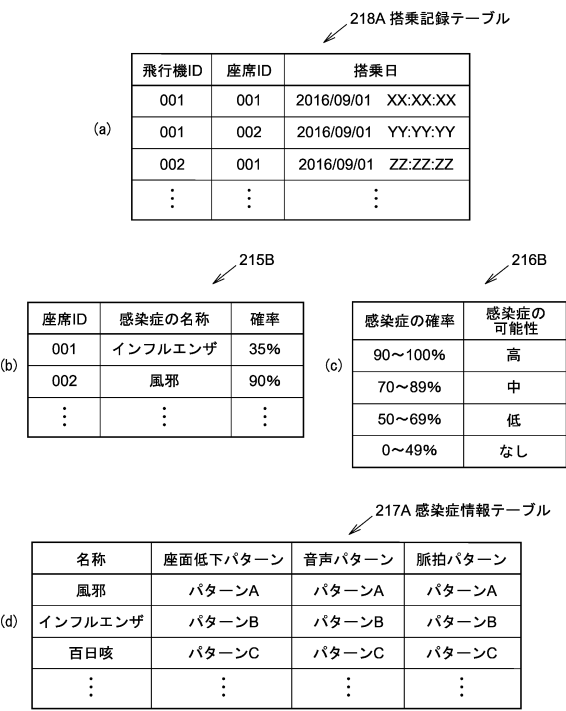 218A 搭乗記録テーブル
(a)
飛行機ID 座席ID 搭乗日
001 001 2016/09/01 XX:XX:XX
001 002 2016/09/01 YY:YY:YY
002 001 2016/09/01 ZZ:ZZ:ZZ
⋮ ⋮ ⋮
215B
(b)
座席ID 感染症の名称 確率
001 インフルエンザ 35%
002 風邪 90%
⋮ ⋮ ⋮
216B
(c)
感染症の確率 感染症の
可能性
90～100% 高
70～89% 中
50～69% 低
0～49% なし
217A 感染症情報テーブル
(d)
名称 座面低下パターン 音声パターン 脈拍パターン
風邪 パターンA パターンA パターンA
インフルエンザ パターンB パターンB パターンB
百日咳 パターンC パターンC パターンC
⋮ ⋮ ⋮ ⋮